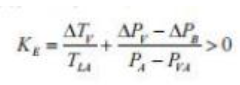 K_E = ΔT_V / T_LA + (ΔP_V − ΔP_B) / (P_A − P_VA) > 0